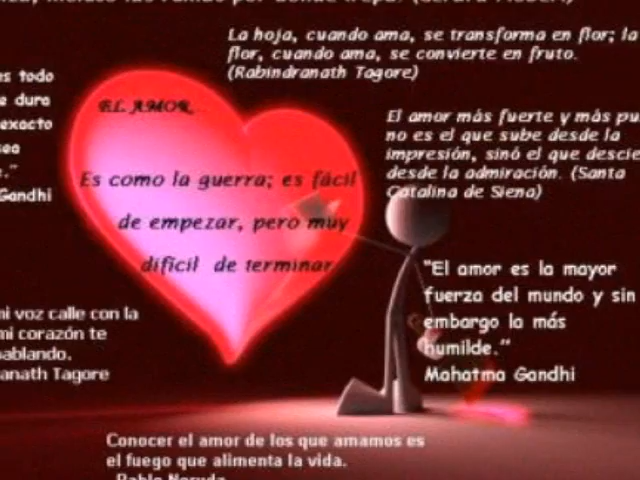 La hoja, cuando ama, se transforma en flor; la
flor, cuando ama, se convierte en fruto.
(Rabindranath Tagore)
es todo
e dura
exacto
sea
e."
Gandhi
EL AMOR
Es como la guerra; es fácil
de empezar, pero muy
difícil de terminar
El amor más fuerte y más pu
no es el que sube desde la
impresión, sinó el que descie
desde la admiración. (Santa
Catalina de Siena)
"El amor es la mayor
fuerza del mundo y sin
embargo la más
humilde."
Mahatma Gandhi
mi voz calle con la
mi corazón te
hablando.
anath Tagore
Conocer el amor de los que amamos es
el fuego que alimenta la vida.
Pablo Neruda